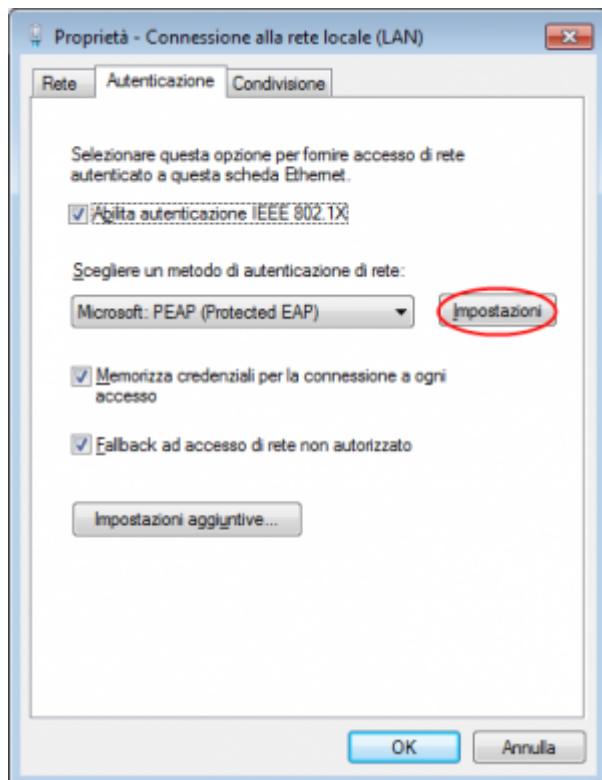 Proprietà - Connessione alla rete locale (LAN)
Rete
Autenticazione
Condivisione
Selezionare questa opzione per fornire accesso di rete
autenticato a questa scheda Ethernet.
Abilita autenticazione IEEE 802.1X
Scegliere un metodo di autenticazione di rete:
Microsoft: PEAP (Protected EAP)
Impostazioni
Memorizza credenziali per la connessione a ogni
accesso
Fallback ad accesso di rete non autorizzato
Impostazioni aggiuntive...
OK
Annulla